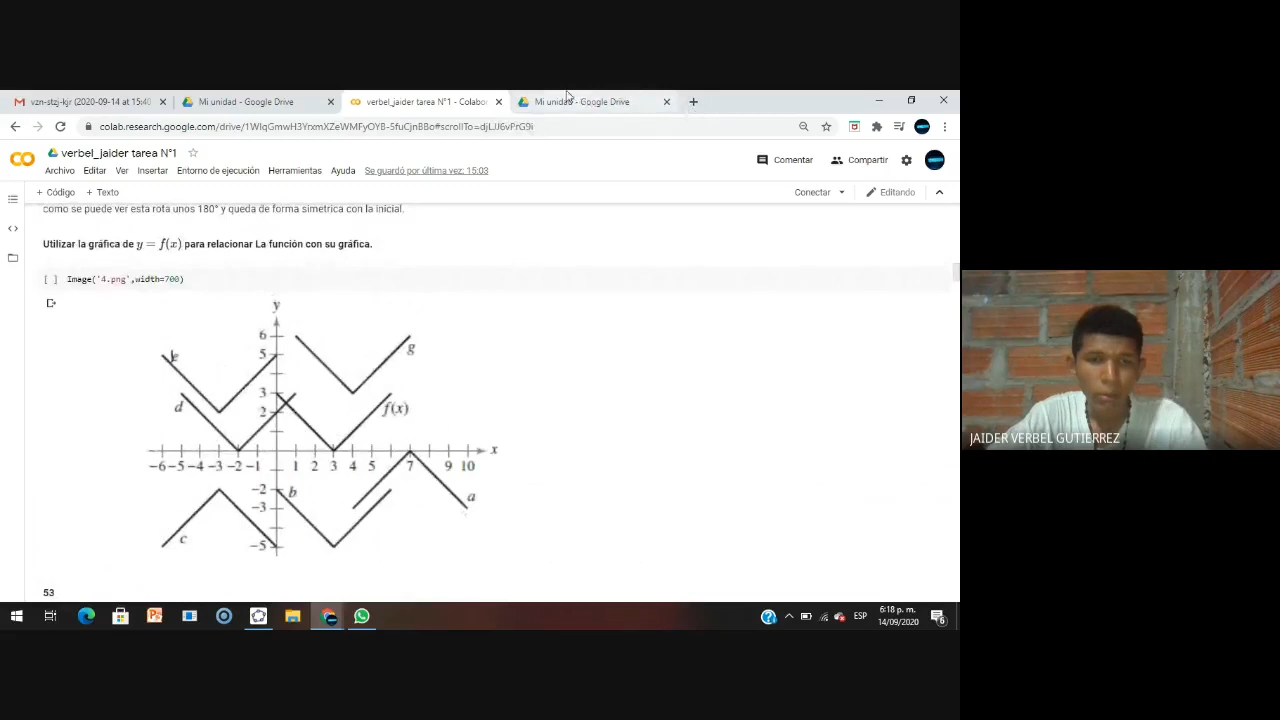 vzn-stzj-kjr (2020-09-14 at 15:4
Mi unidad - Google Drive
verbel_jaider tarea N°1 - Colabor
Mi unidad - Google Drive
colab.research.google.com/drive/1WIqGmwH3YrxmXZeWMFyOYB-5fuCjnBBo#scrollTo=djLJJ6vPrG9i
verbel_jaider tarea N°1
Archivo Editar Ver Insertar Entorno de ejecución Herramientas Ayuda Se guardó por última vez: 15:03
Comentar Compartir
+ Código + Texto
Conectar Editando
como se puede ver esta rota unos 180° y queda de forma simetrica con la inicial.
Utilizar la gráfica de y = f(x) para relacionar La función con su gráfica.
[ ] Image('4.png',width=700)
y
6
e 5 g
3
d 2 f(x)
x
-6 -5 -4 -3 -2 -1 1 2 3 4 5 7 9 10
-2 b
-3 a
c -5
53
JAIDER VERBEL GUTIERREZ
ESP
6:18 p. m.
14/09/2020
6